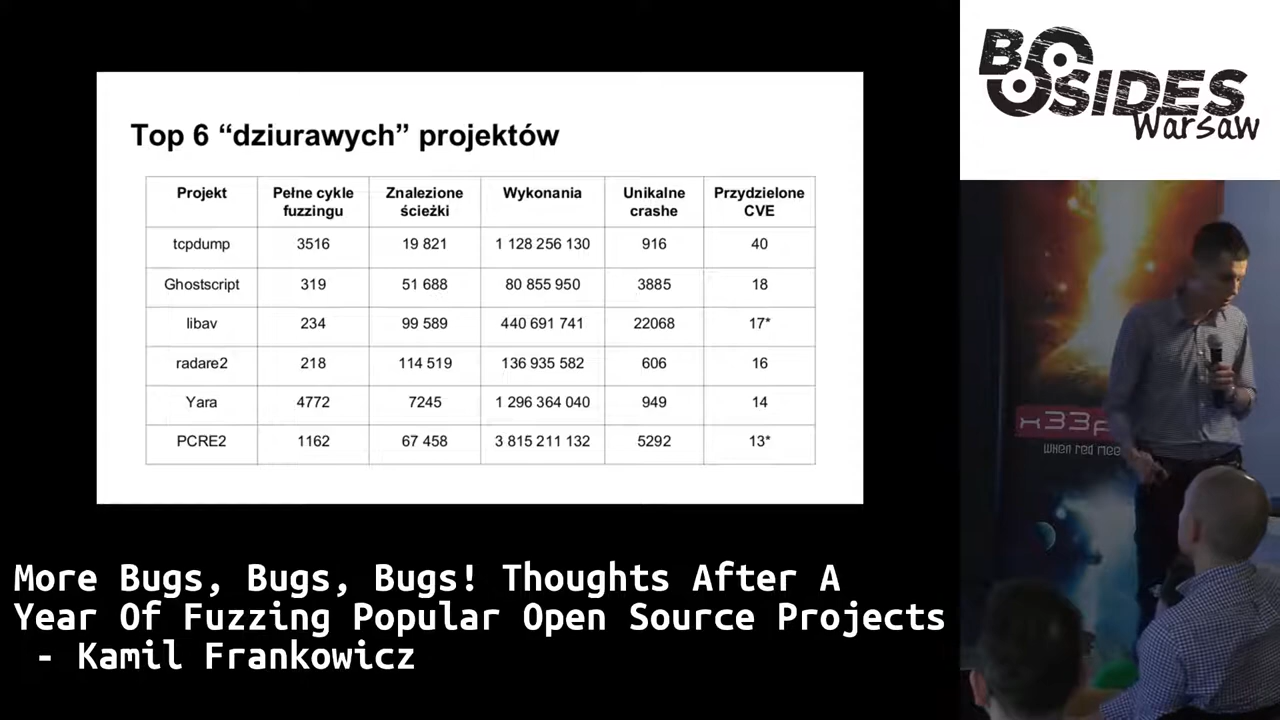 BSIDES
Warsaw
Top 6 “dziurawych” projektów
Projekt Pełne cykle fuzzingu Znalezione ścieżki Wykonania Unikalne crashe Przydzielone CVE
tcpdump 3516 19 821 1 128 256 130 916 40
Ghostscript 319 51 688 80 855 950 3885 18
libav 234 99 589 440 691 741 22068 17*
radare2 218 114 519 136 935 582 606 16
Yara 4772 7245 1 296 364 040 949 14
PCRE2 1162 67 458 3 815 211 132 5292 13*
x33f
when red mee
More Bugs, Bugs, Bugs! Thoughts After A
Year Of Fuzzing Popular Open Source Projects
- Kamil Frankowicz